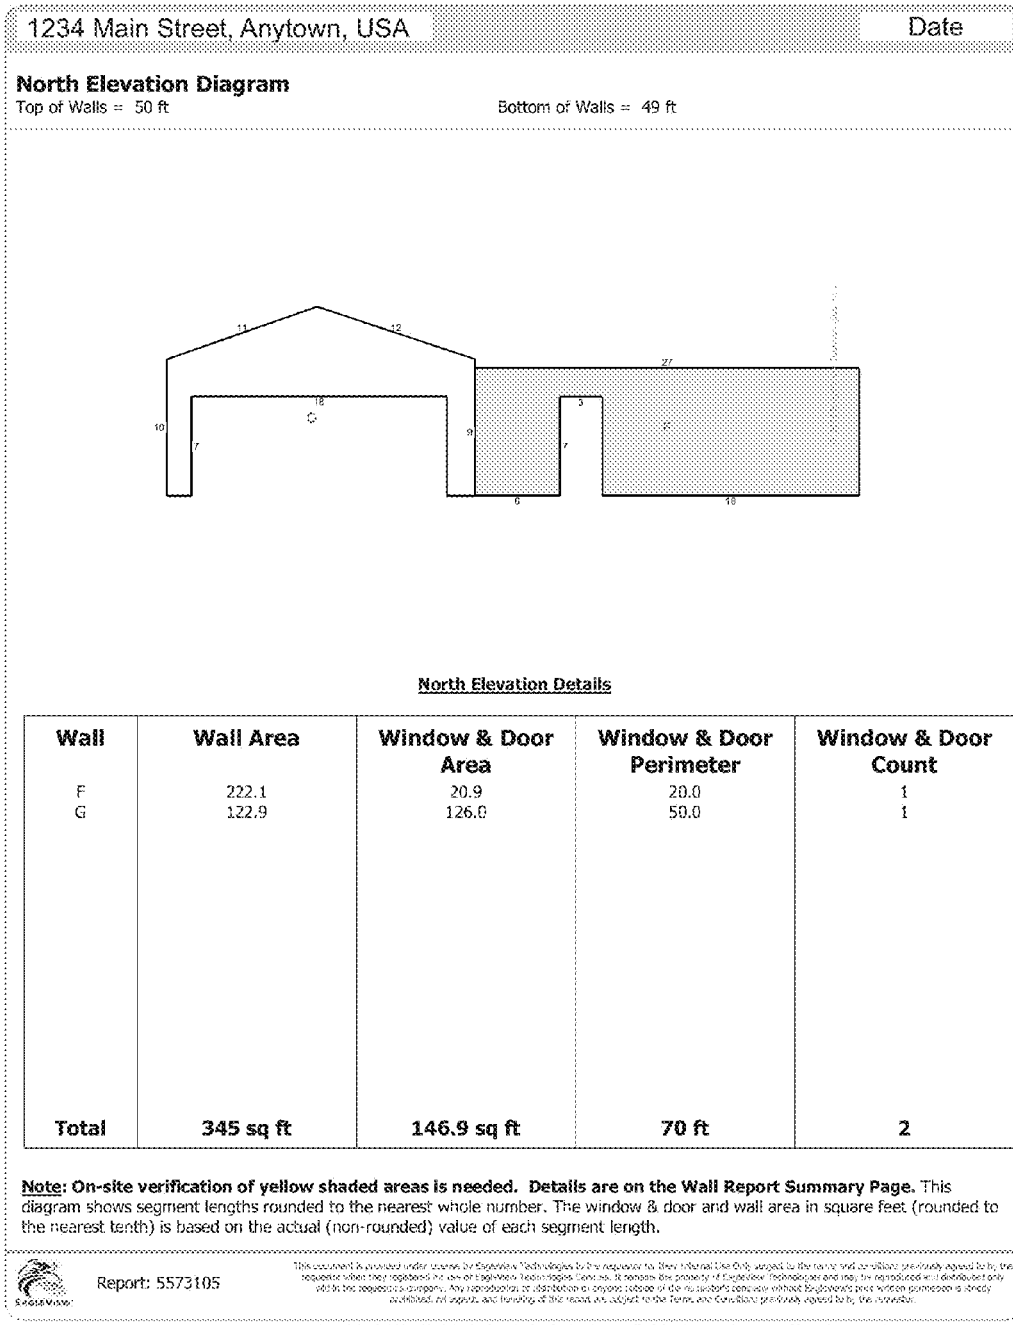 1234 Main Street, Anytown, USA
Date
North Elevation Diagram
Top of Walls = 50 ft
Bottom of Walls = 49 ft
11
12
27
18
3
G
F
10
9
7
7
6
18
North Elevation Details
Wall
Wall Area
Window & Door Area
Window & Door Perimeter
Window & Door Count
F 222.1 20.9 20.0 1
G 122.9 126.0 50.0 1
Total 345 sq ft 146.9 sq ft 70 ft 2
Note: On-site verification of yellow shaded areas is needed. Details are on the Wall Report Summary Page. This
diagram shows segment lengths rounded to the nearest whole number. The window & door and wall area in square feet (rounded to
the nearest tenth) is based on the actual (non-rounded) value of each segment length.
EagleView
Report: 5573105